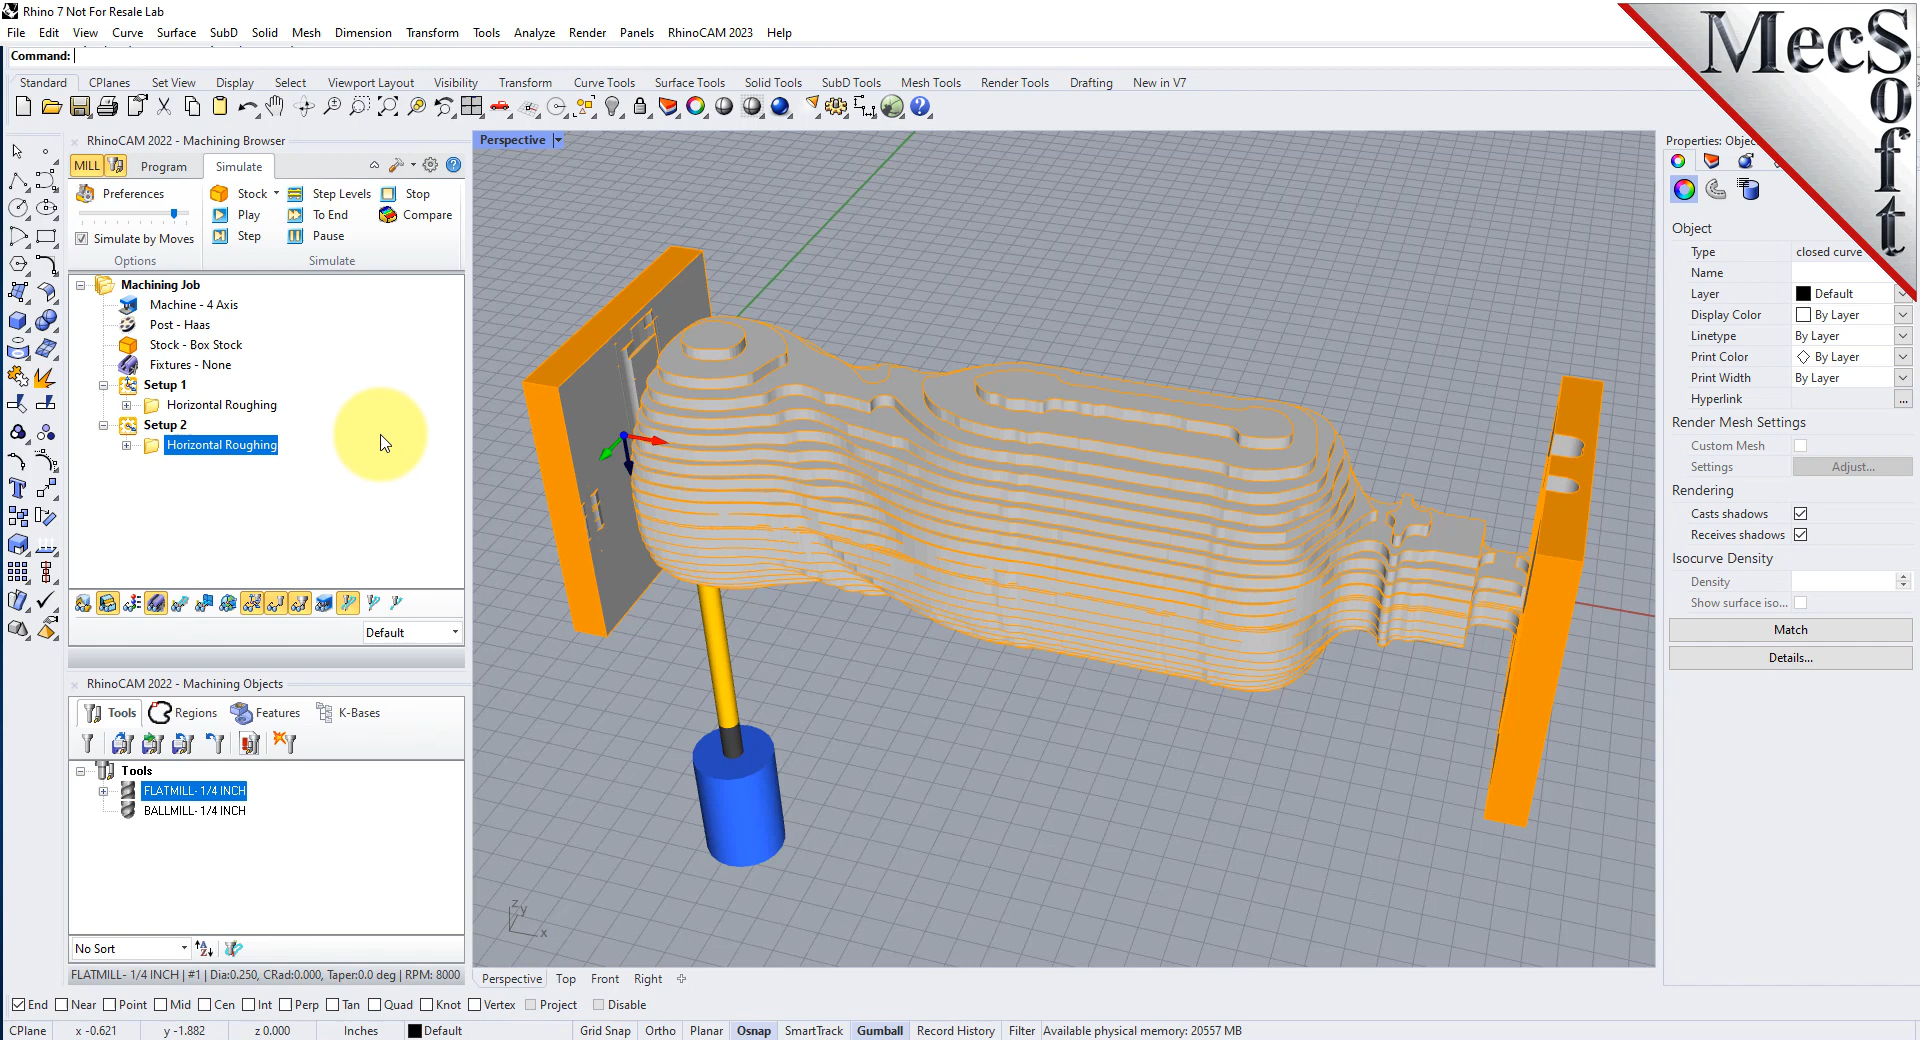 Rhino 7 Not For Resale Lab
File Edit View Curve Surface SubD Solid Mesh Dimension Transform Tools Analyze Render Panels RhinoCAM 2023 Help
Command:
Standard CPlanes Set View Display Select Viewport Layout Visibility Transform Curve Tools Surface Tools Solid Tools SubD Tools Mesh Tools Render Tools Drafting New in V7
MecSoft
RhinoCAM 2022 - Machining Browser
MILL Program Simulate
Preferences
Simulate by Moves
Options
Stock Step Levels Stop
Play To End Compare
Step Pause
Simulate
Machining Job
Machine - 4 Axis
Post - Haas
Stock - Box Stock
Fixtures - None
Setup 1
Horizontal Roughing
Setup 2
Horizontal Roughing
Default
RhinoCAM 2022 - Machining Objects
Tools Regions Features K-Bases
Tools
FLATMILL- 1/4 INCH
BALLMILL- 1/4 INCH
No Sort
FLATMILL- 1/4 INCH | #1 | Dia:0.250, CRad:0.000, Taper:0.0 deg | RPM: 8000
Perspective
z y
x
Perspective Top Front Right
Properties: Objec
Object
Type closed curve
Name
Layer Default
Display Color By Layer
Linetype By Layer
Print Color By Layer
Print Width By Layer
Hyperlink ...
Render Mesh Settings
Custom Mesh
Settings Adjust...
Rendering
Casts shadows
Receives shadows
Isocurve Density
Density
Show surface iso...
Match
Details...
End Near Point Mid Cen Int Perp Tan Quad Knot Vertex Project Disable
CPlane x -0.621 y -1.882 z 0.000 Inches Default Grid Snap Ortho Planar Osnap SmartTrack Gumball Record History Filter Available physical memory: 20557 MB